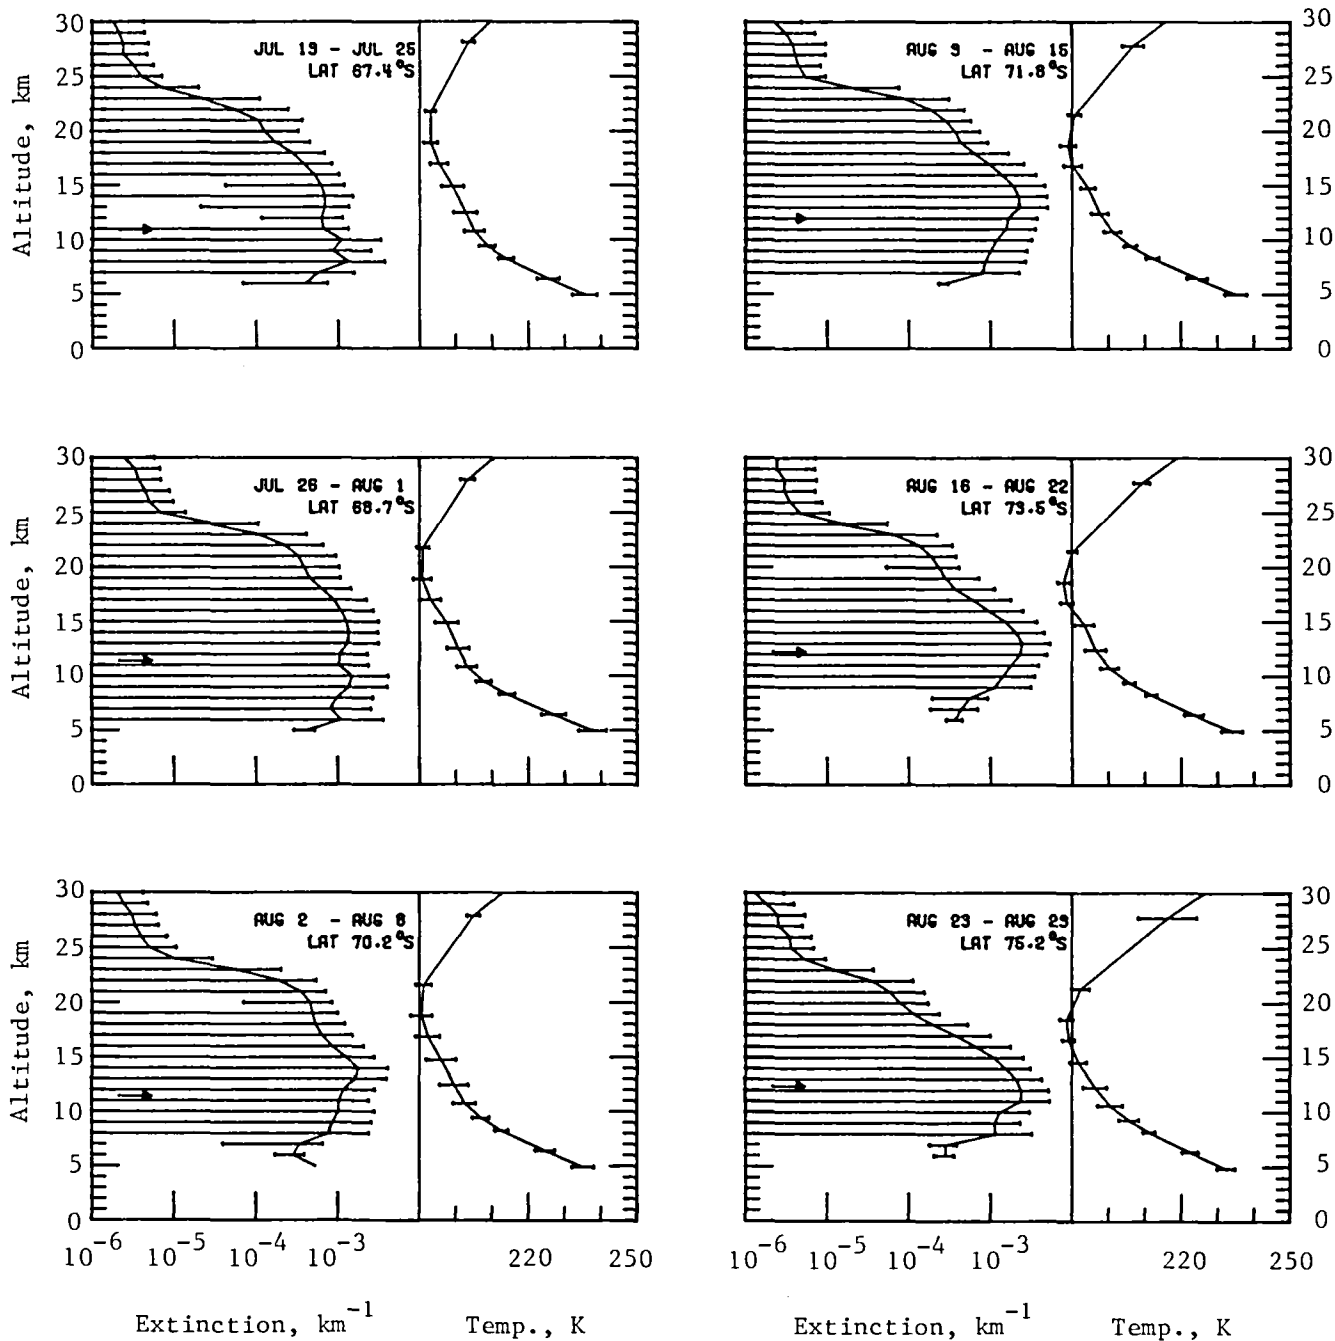 30
25
20
15
10
5
0
Altitude, km
JUL 19 - JUL 25
LAT 67.4°S
30
25
20
15
10
5
0
AUG 9 - AUG 15
LAT 71.8°S
30
25
20
15
10
5
0
Altitude, km
JUL 26 - AUG 1
LAT 68.7°S
30
25
20
15
10
5
0
AUG 16 - AUG 22
LAT 73.5°S
30
25
20
15
10
5
0
Altitude, km
AUG 2 - AUG 8
LAT 70.2°S
30
25
20
15
10
5
0
AUG 23 - AUG 29
LAT 75.2°S
10⁻⁶ 10⁻⁵ 10⁻⁴ 10⁻³ 220 250
10⁻⁶ 10⁻⁵ 10⁻⁴ 10⁻³ 220 250
Extinction, km⁻¹ Temp., K
Extinction, km⁻¹ Temp., K